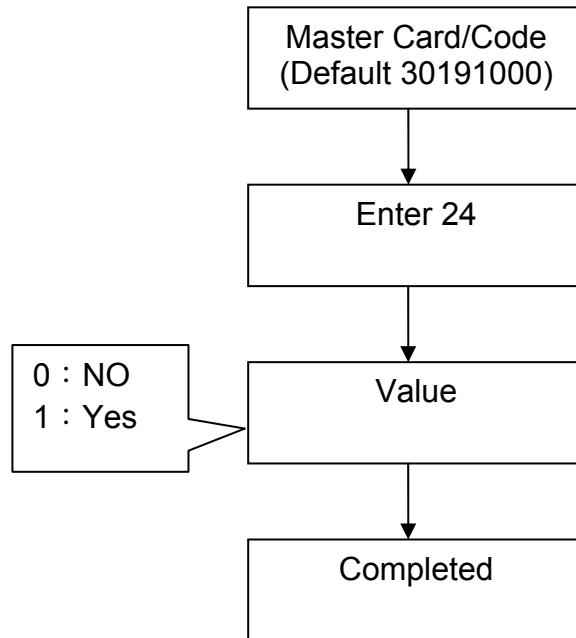 Master Card/Code
(Default 30191000)
Enter 24
0：NO
1：Yes
Value
Completed